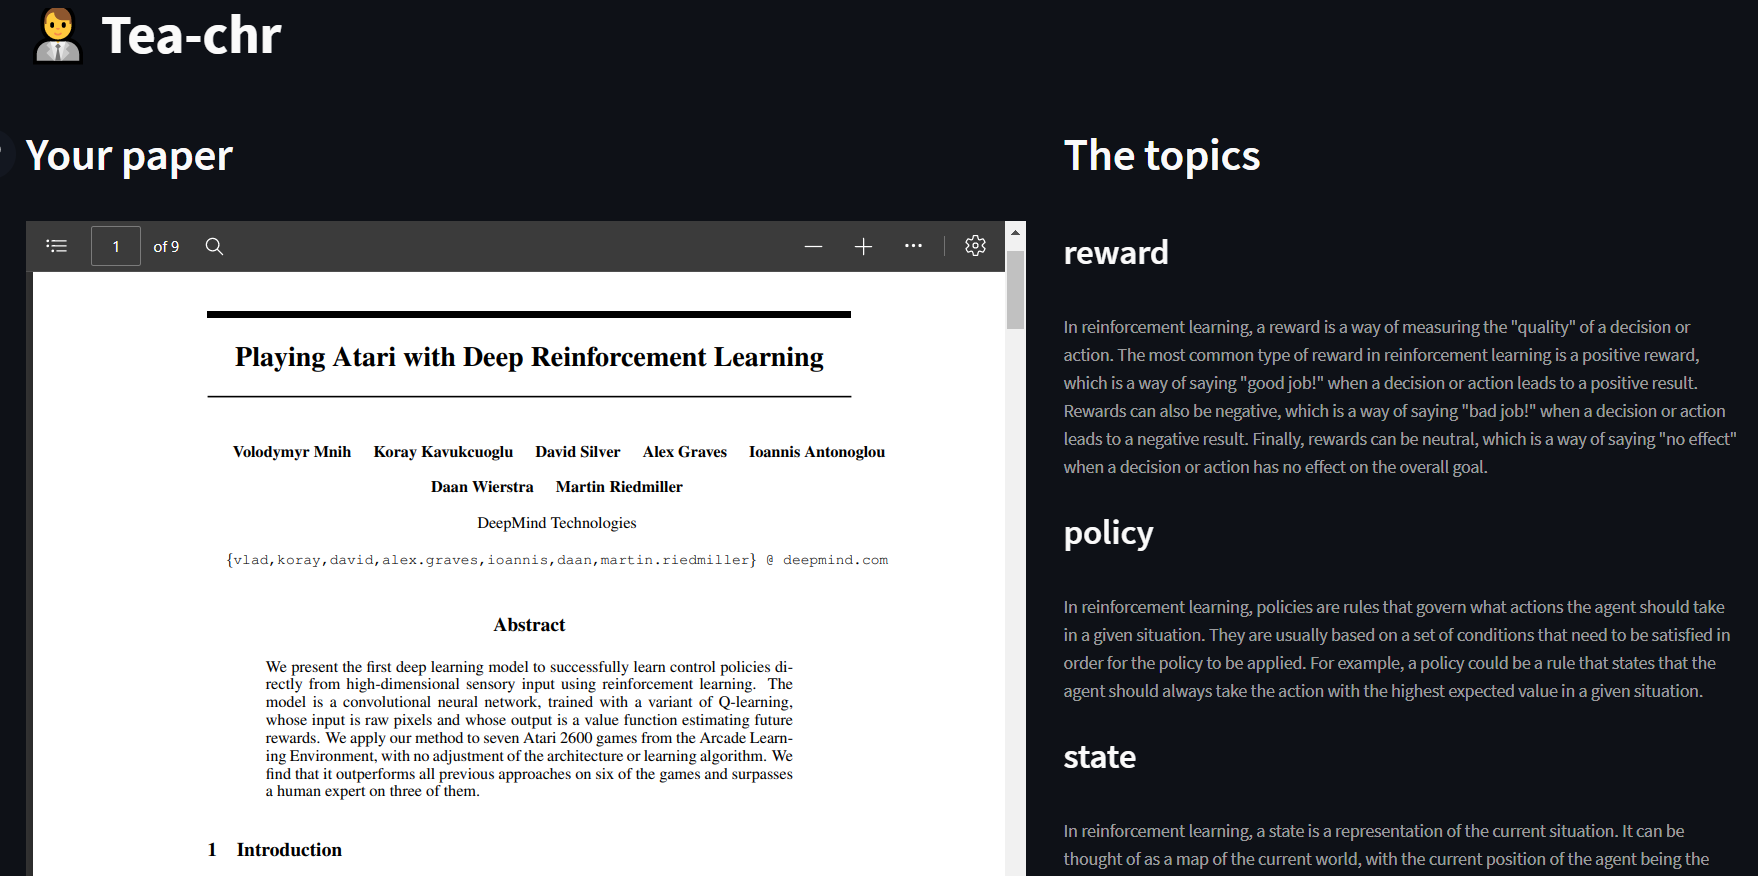 Tea-chr
Your paper
1 of 9
Playing Atari with Deep Reinforcement Learning
Volodymyr Mnih Koray Kavukcuoglu David Silver Alex Graves Ioannis Antonoglou
Daan Wierstra Martin Riedmiller
DeepMind Technologies
{vlad,koray,david,alex.graves,ioannis,daan,martin.riedmiller} @ deepmind.com
Abstract
We present the first deep learning model to successfully learn control policies di-
rectly from high-dimensional sensory input using reinforcement learning. The
model is a convolutional neural network, trained with a variant of Q-learning,
whose input is raw pixels and whose output is a value function estimating future
rewards. We apply our method to seven Atari 2600 games from the Arcade Learn-
ing Environment, with no adjustment of the architecture or learning algorithm. We
find that it outperforms all previous approaches on six of the games and surpasses
a human expert on three of them.
1 Introduction
The topics
reward
In reinforcement learning, a reward is a way of measuring the "quality" of a decision or
action. The most common type of reward in reinforcement learning is a positive reward,
which is a way of saying "good job!" when a decision or action leads to a positive result.
Rewards can also be negative, which is a way of saying "bad job!" when a decision or action
leads to a negative result. Finally, rewards can be neutral, which is a way of saying "no effect"
when a decision or action has no effect on the overall goal.
policy
In reinforcement learning, policies are rules that govern what actions the agent should take
in a given situation. They are usually based on a set of conditions that need to be satisfied in
order for the policy to be applied. For example, a policy could be a rule that states that the
agent should always take the action with the highest expected value in a given situation.
state
In reinforcement learning, a state is a representation of the current situation. It can be
thought of as a map of the current world, with the current position of the agent being the